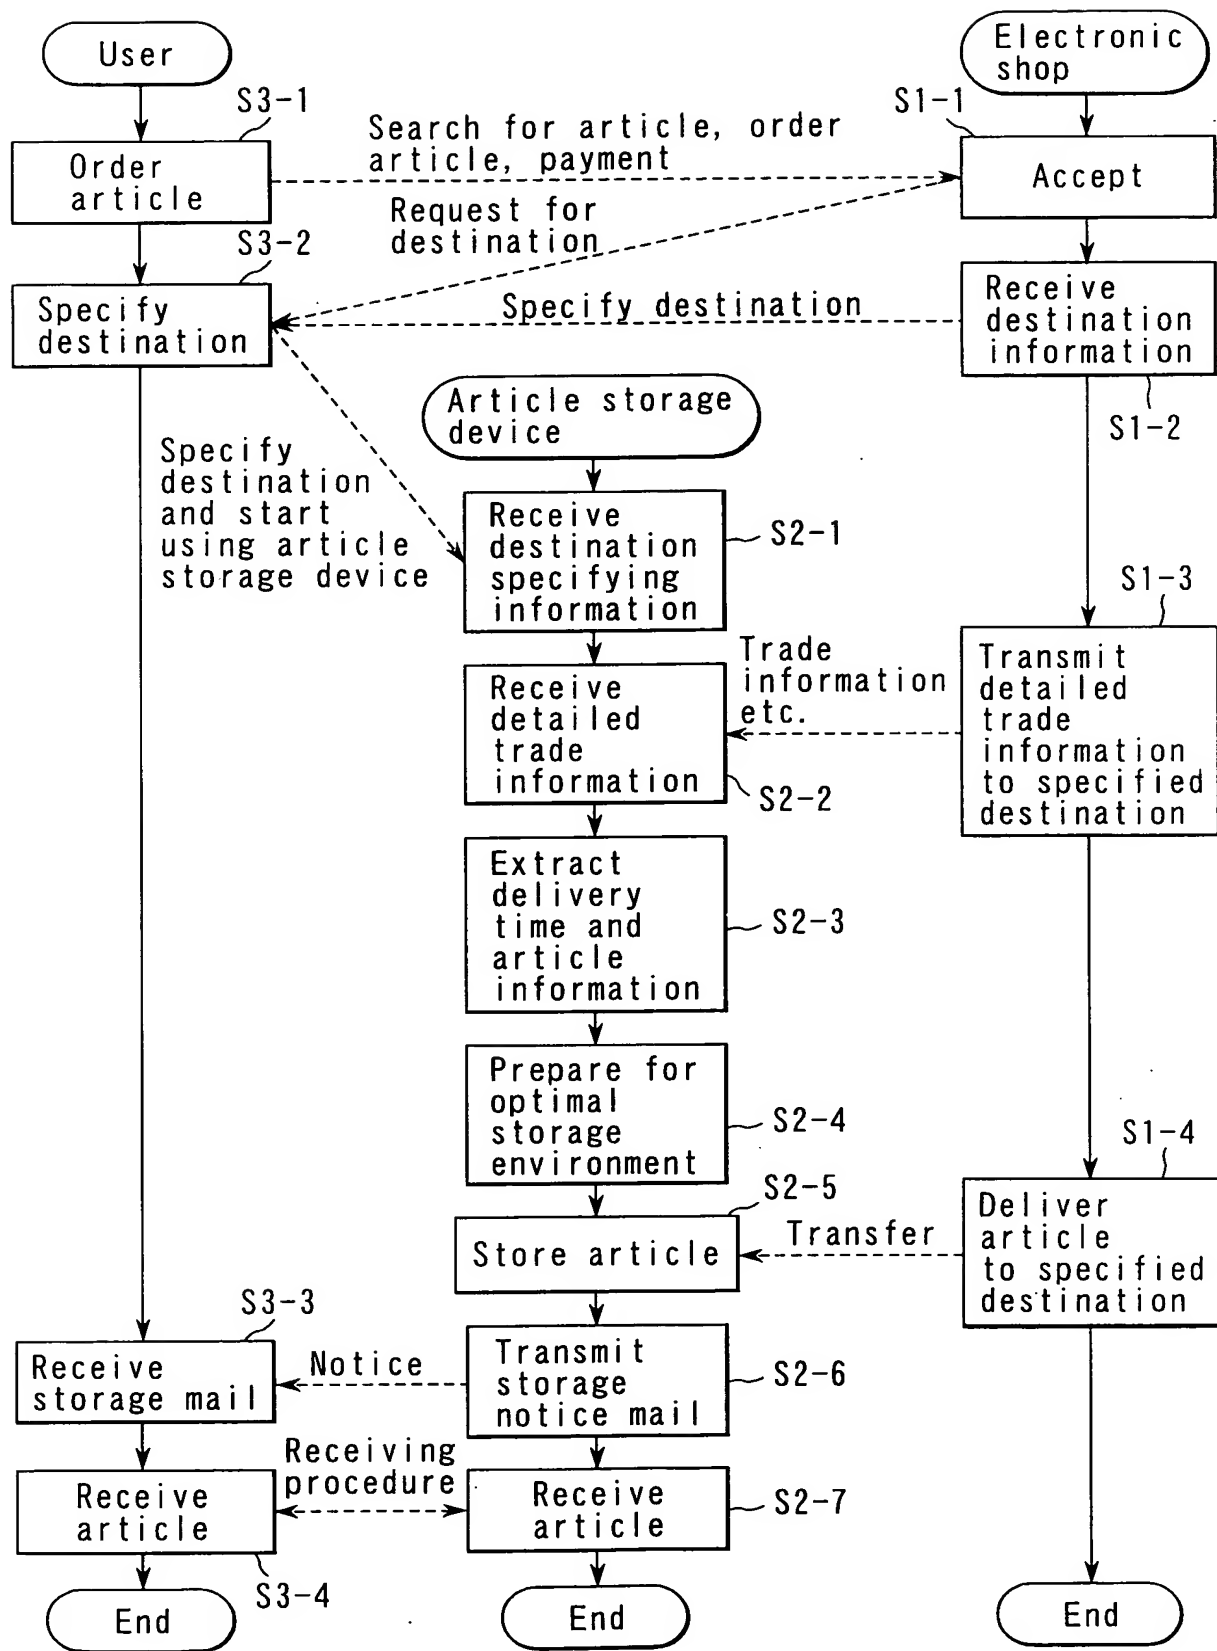 User
Electronic
shop
S3-1
S1-1
Search for article, order
article, payment
Order
article
Accept
Request for
destination
S3-2
Specify
destination
Specify destination
Receive
destination
information
S1-2
Article storage
device
Specify
destination
and start
using article
storage device
Receive
destination
specifying
information
S2-1
S1-3
Trade
information
etc.
Receive
detailed
trade
information
S2-2
Transmit
detailed
trade
information
to specified
destination
Extract
delivery
time and
article
information
S2-3
Prepare for
optimal
storage
environment
S2-4
S1-4
S2-5
Store article
Transfer
Deliver
article
to specified
destination
S3-3
Receive
storage mail
Notice
Transmit
storage
notice mail
S2-6
Receiving
procedure
Receive
article
Receive
article
S2-7
S3-4
End
End
End